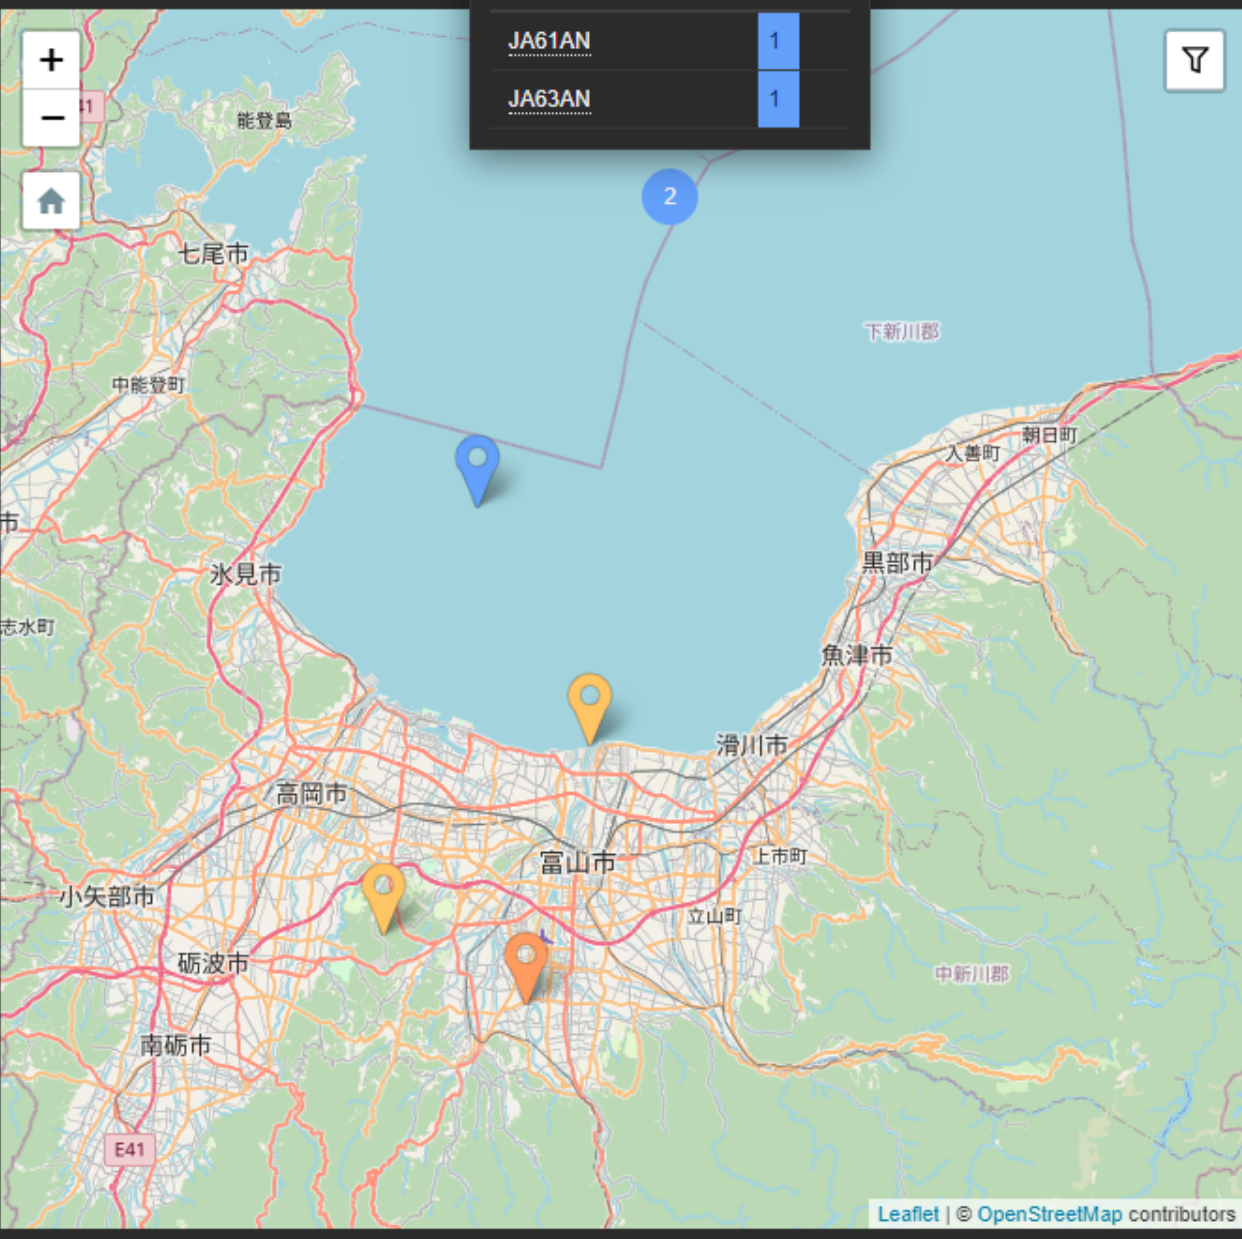 JA61AN 1
JA63AN 1
+
−
41
能登島
2
七尾市
下新川郡
中能登町
朝日町
入善町
市
黒部市
氷見市
志水町
魚津市
滑川市
高岡市
富山市
上市町
小矢部市
立山町
砺波市
中新川郡
南砺市
E41
Leaflet | © OpenStreetMap contributors